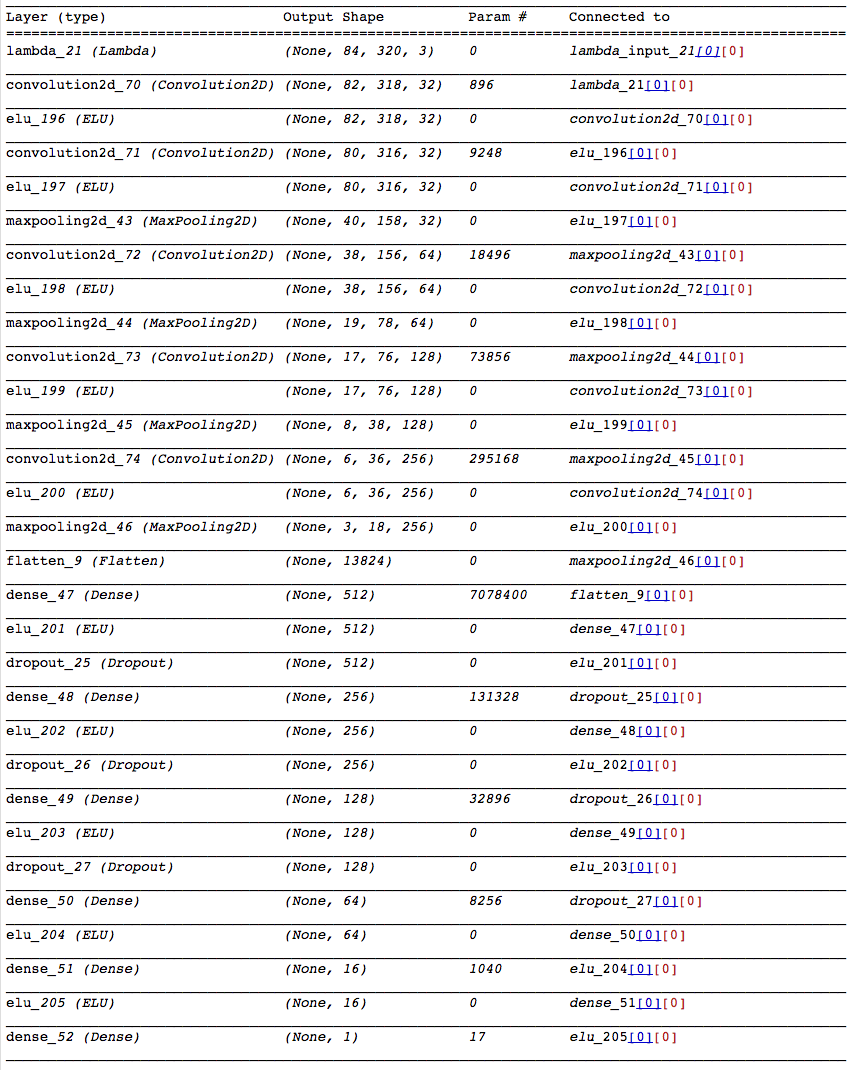 Layer (type) Output Shape Param # Connected to
lambda_21 (Lambda) (None, 84, 320, 3) 0 lambda_input_21[0][0]
convolution2d_70 (Convolution2D) (None, 82, 318, 32) 896 lambda_21[0][0]
elu_196 (ELU) (None, 82, 318, 32) 0 convolution2d_70[0][0]
convolution2d_71 (Convolution2D) (None, 80, 316, 32) 9248 elu_196[0][0]
elu_197 (ELU) (None, 80, 316, 32) 0 convolution2d_71[0][0]
maxpooling2d_43 (MaxPooling2D) (None, 40, 158, 32) 0 elu_197[0][0]
convolution2d_72 (Convolution2D) (None, 38, 156, 64) 18496 maxpooling2d_43[0][0]
elu_198 (ELU) (None, 38, 156, 64) 0 convolution2d_72[0][0]
maxpooling2d_44 (MaxPooling2D) (None, 19, 78, 64) 0 elu_198[0][0]
convolution2d_73 (Convolution2D) (None, 17, 76, 128) 73856 maxpooling2d_44[0][0]
elu_199 (ELU) (None, 17, 76, 128) 0 convolution2d_73[0][0]
maxpooling2d_45 (MaxPooling2D) (None, 8, 38, 128) 0 elu_199[0][0]
convolution2d_74 (Convolution2D) (None, 6, 36, 256) 295168 maxpooling2d_45[0][0]
elu_200 (ELU) (None, 6, 36, 256) 0 convolution2d_74[0][0]
maxpooling2d_46 (MaxPooling2D) (None, 3, 18, 256) 0 elu_200[0][0]
flatten_9 (Flatten) (None, 13824) 0 maxpooling2d_46[0][0]
dense_47 (Dense) (None, 512) 7078400 flatten_9[0][0]
elu_201 (ELU) (None, 512) 0 dense_47[0][0]
dropout_25 (Dropout) (None, 512) 0 elu_201[0][0]
dense_48 (Dense) (None, 256) 131328 dropout_25[0][0]
elu_202 (ELU) (None, 256) 0 dense_48[0][0]
dropout_26 (Dropout) (None, 256) 0 elu_202[0][0]
dense_49 (Dense) (None, 128) 32896 dropout_26[0][0]
elu_203 (ELU) (None, 128) 0 dense_49[0][0]
dropout_27 (Dropout) (None, 128) 0 elu_203[0][0]
dense_50 (Dense) (None, 64) 8256 dropout_27[0][0]
elu_204 (ELU) (None, 64) 0 dense_50[0][0]
dense_51 (Dense) (None, 16) 1040 elu_204[0][0]
elu_205 (ELU) (None, 16) 0 dense_51[0][0]
dense_52 (Dense) (None, 1) 17 elu_205[0][0]